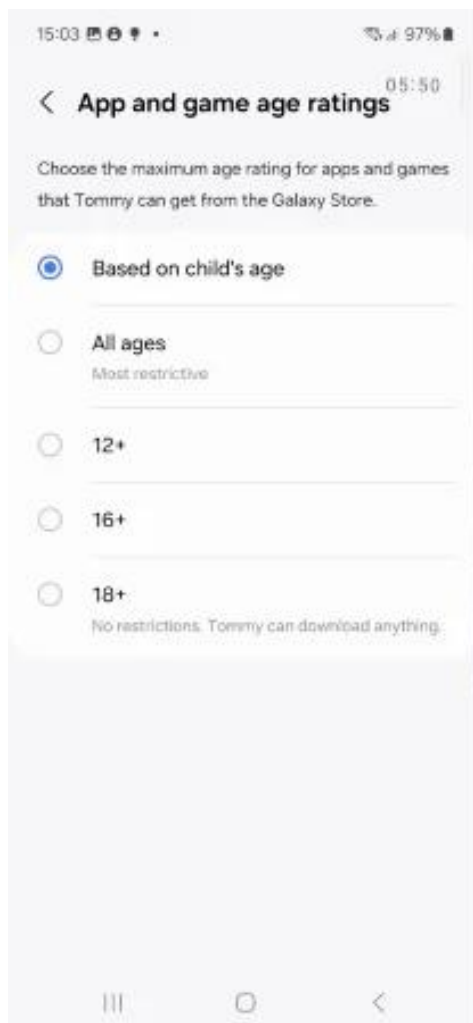 15:03
97%
05:50
App and game age ratings
Choose the maximum age rating for apps and games
that Tommy can get from the Galaxy Store.
Based on child's age
All ages
Most restrictive
12+
16+
18+
No restrictions. Tommy can download anything.